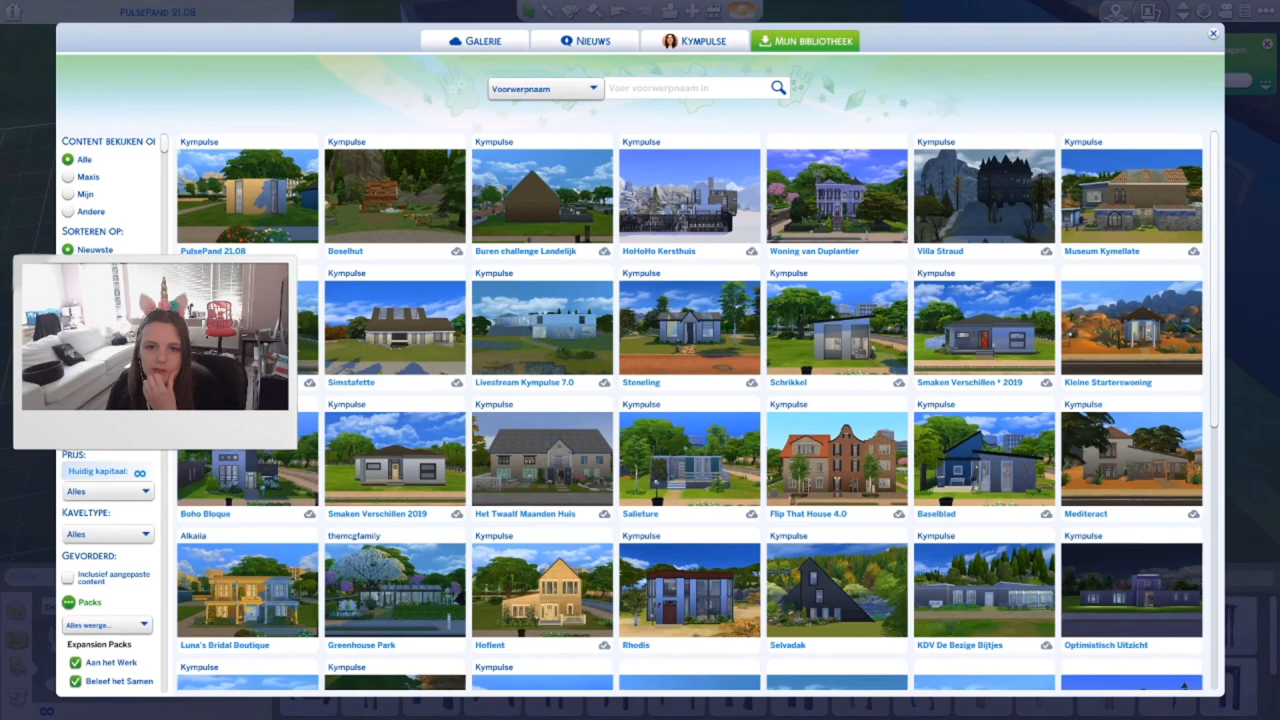 PulsePand 21.08
Galerie
Nieuws
Kympulse
Mijn bibliotheek
Voorwerpnaam
Voer voorwerpnaam in
Content bekijken o
Alle
Maxis
Mijn
Andere
Sorteren op:
Nieuwste
Kympulse
Kympulse
Kympulse
Kympulse
Kympulse
Kympulse
PulsePand 21.08
Boselhut
Buren challenge Landelijk
HoHoHo Kersthuis
Woning van Duplantier
Villa Straud
Museum Kymellate
Kympulse
Kympulse
Kympulse
Kympulse
Kympulse
Simstafette
Livestream Kympulse 7.0
Steneling
Schrikkel
Smaken Verschillen * 2019
Kleine Starterswoning
Kympulse
Kympulse
Kympulse
Kympulse
Kympulse
Kympulse
Prijs:
Huidig kapitaal:
Alles
Boho Bloque
Smaken Verschillen 2019
Het Twaalf Maanden Huis
Salieture
Flip That House 4.0
Baselblad
Mediteract
Kaveltype:
Alles
Alkaiia
themcgfamily
Kympulse
Kympulse
Kympulse
Kympulse
Kympulse
Gevorderd:
Inclusief aangepaste
content
Packs
Alles weerge...
Luna's Bridal Boutique
Greenhouse Park
Hoflent
Rhodis
Selvadak
KDV De Bezige Bijtjes
Optimistisch Uitzicht
Expansion Packs
Aan het Werk
Beleef het Samen
Kympulse
Kympulse
Kympulse